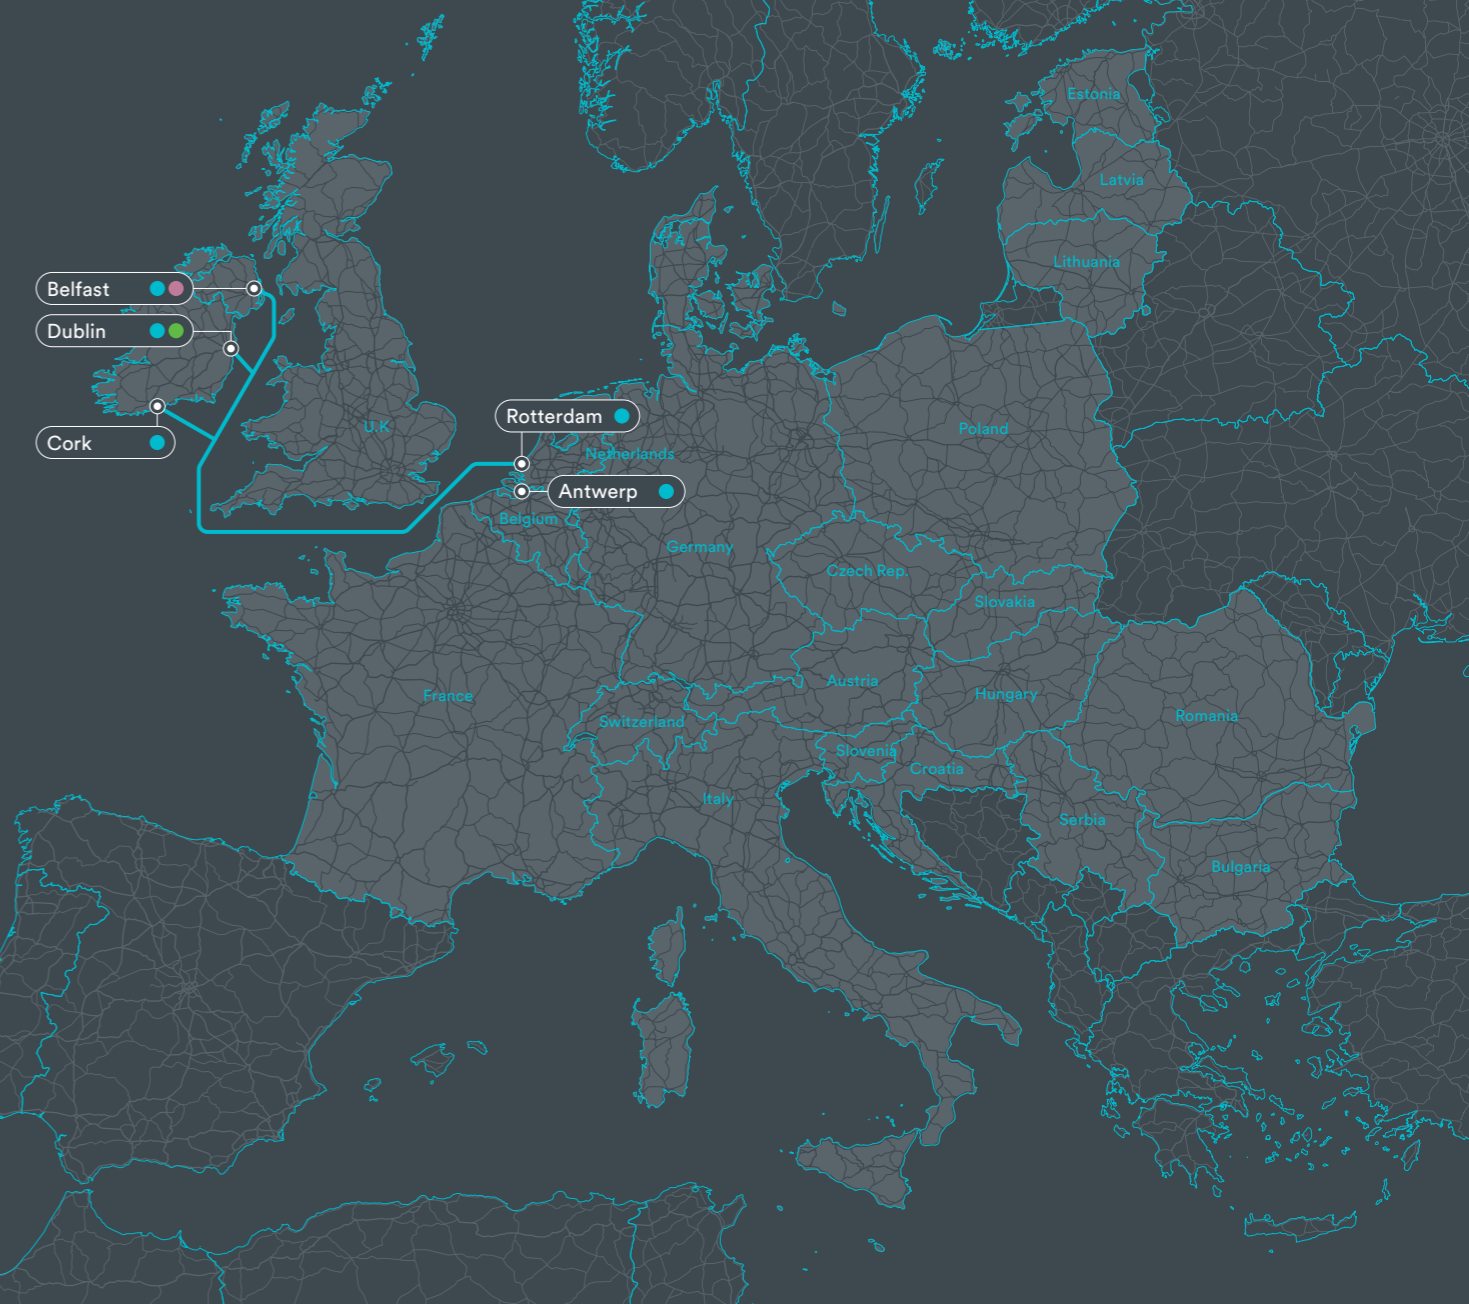 Estonia
Latvia
Lithuania
Belfast
Dublin
Rotterdam
U.K
Poland
Cork
Netherlands
Antwerp
Belgium
Germany
Czech Rep.
Slovakia
Austria
France
Hungary
Switzerland
Romania
Slovenia
Croatia
Italy
Serbia
Bulgaria